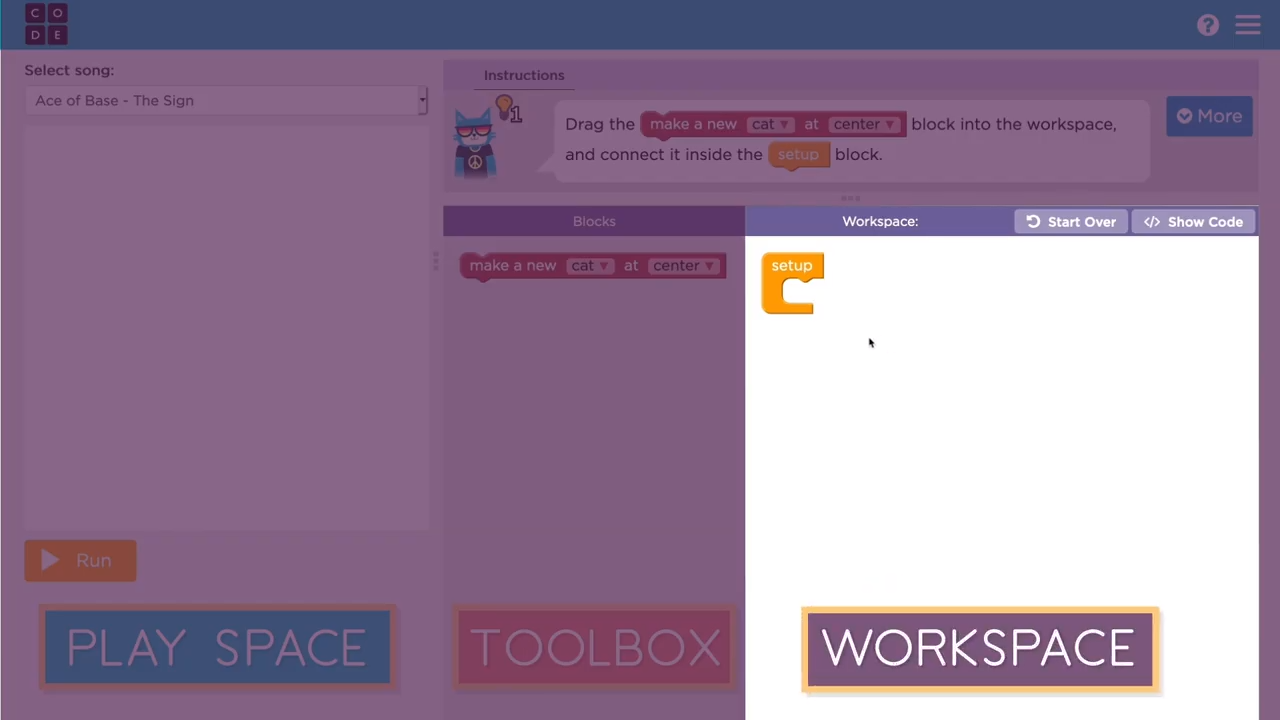 CO
DE
Select song:
Ace of Base - The Sign
Instructions
1
Drag the make a new cat at center block into the workspace,
and connect it inside the setup block.
More
Blocks
Workspace:
Start Over
Show Code
make a new cat at center
setup
Run
PLAY SPACE
TOOLBOX
WORKSPACE